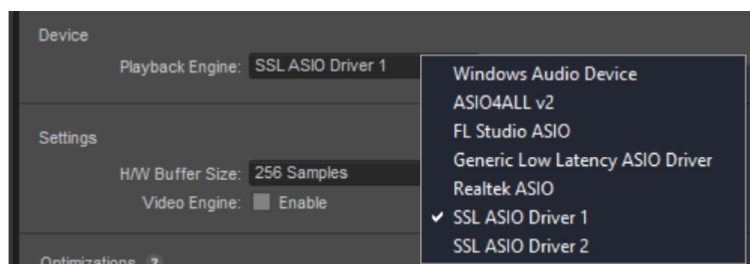 Device
Playback Engine: SSL ASIO Driver 1
Windows Audio Device
ASIO4ALL v2
FL Studio ASIO
Generic Low Latency ASIO Driver
Realtek ASIO
SSL ASIO Driver 1
SSL ASIO Driver 2
Settings
H/W Buffer Size: 256 Samples
Video Engine: Enable
Optimizations ?